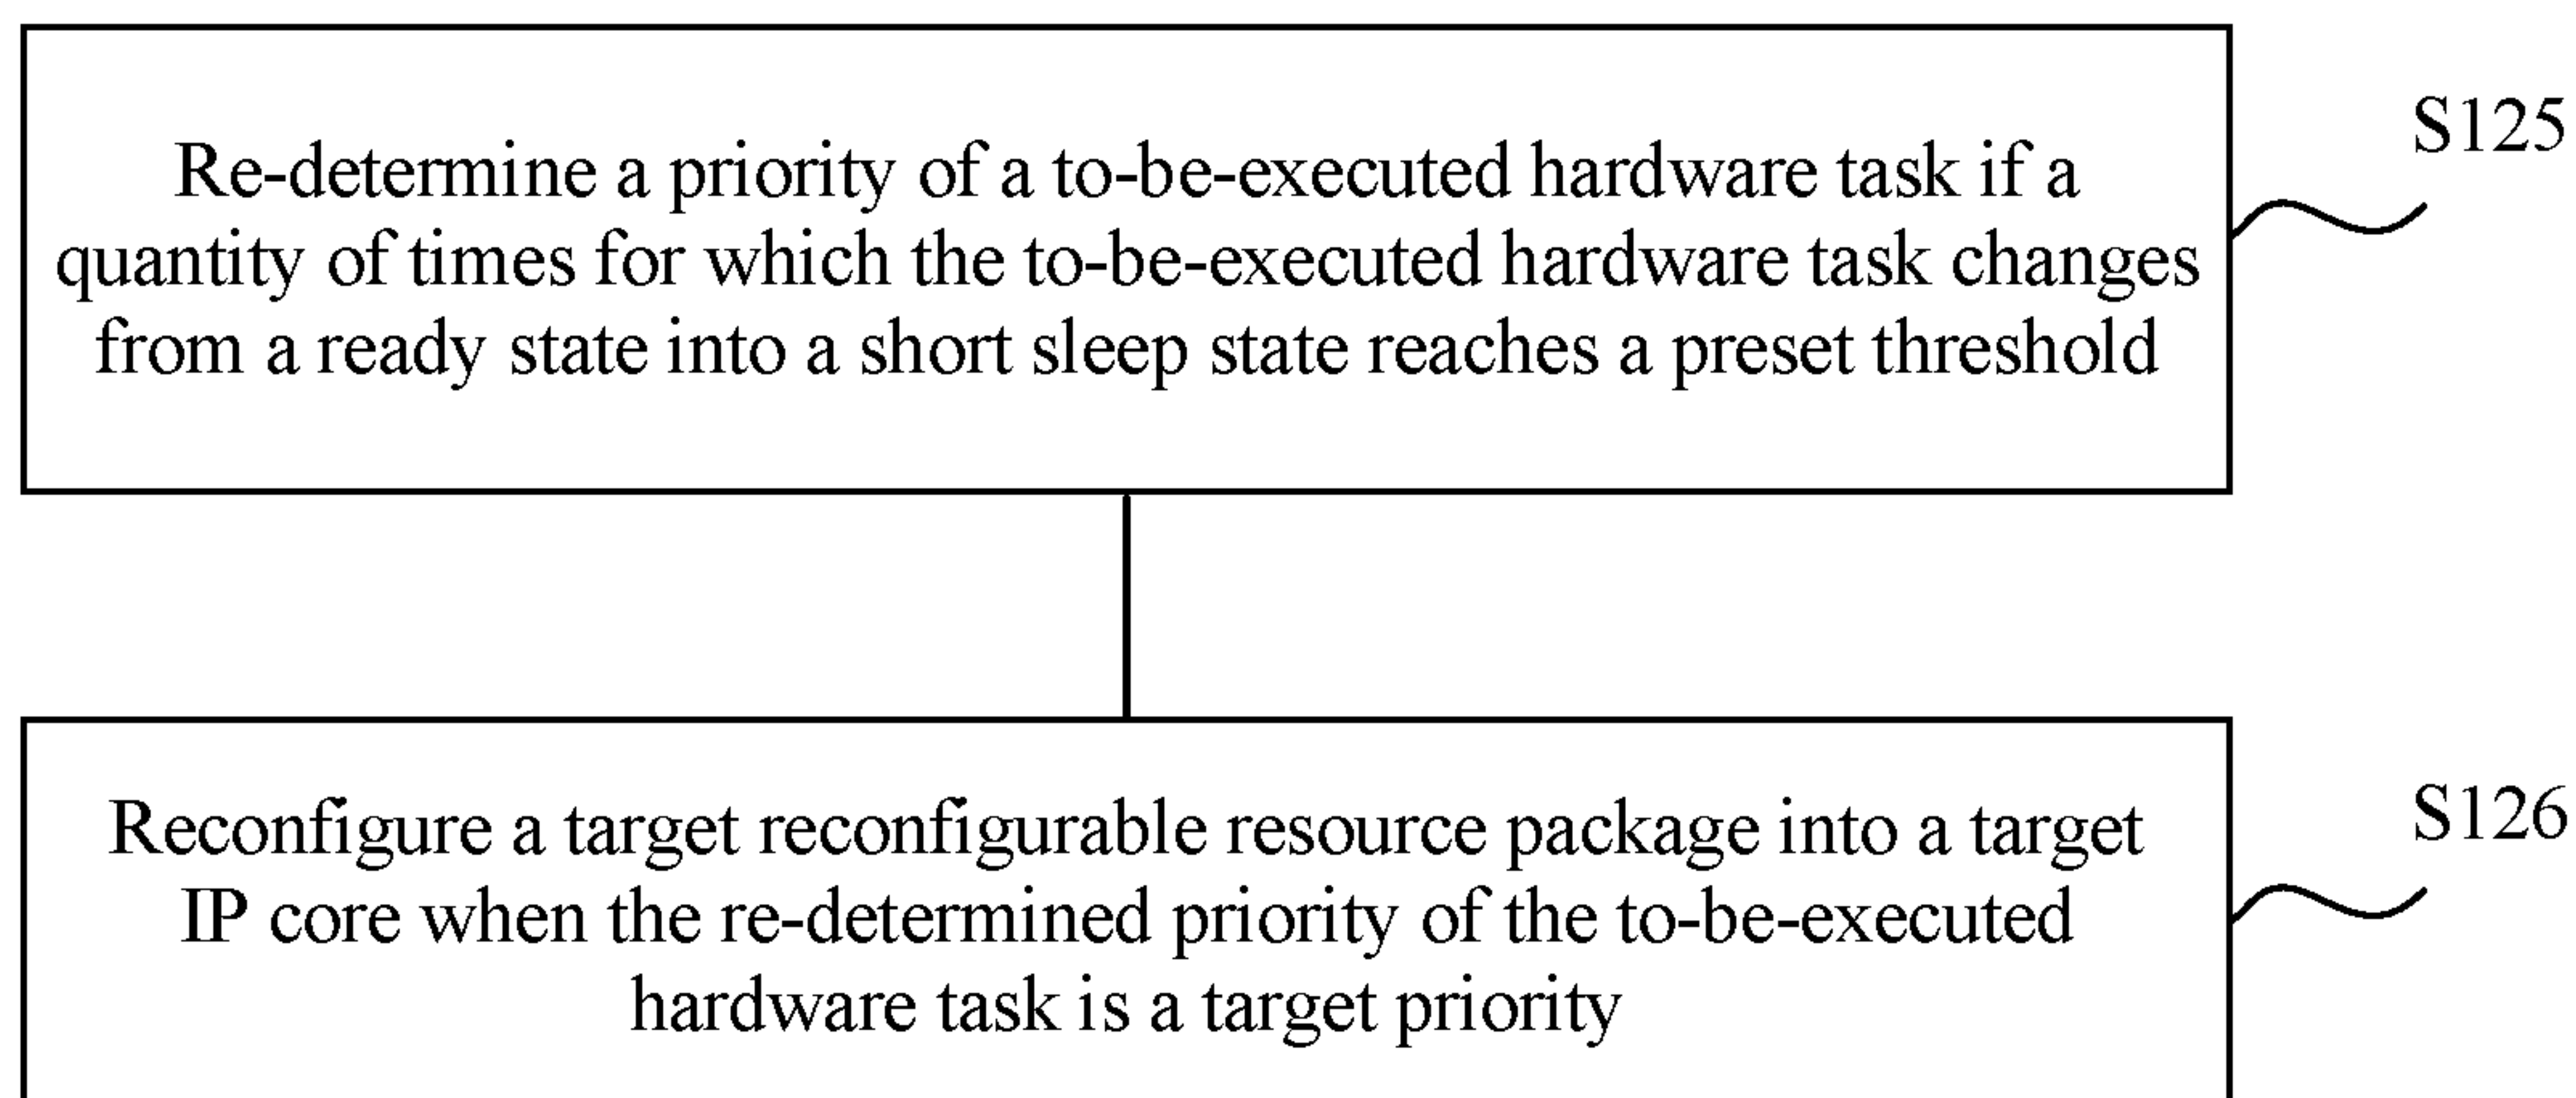 Re-determine a priority of a to-be-executed hardware task if a
quantity of times for which the to-be-executed hardware task changes
from a ready state into a short sleep state reaches a preset threshold
S125
Reconfigure a target reconfigurable resource package into a target
IP core when the re-determined priority of the to-be-executed
hardware task is a target priority
S126